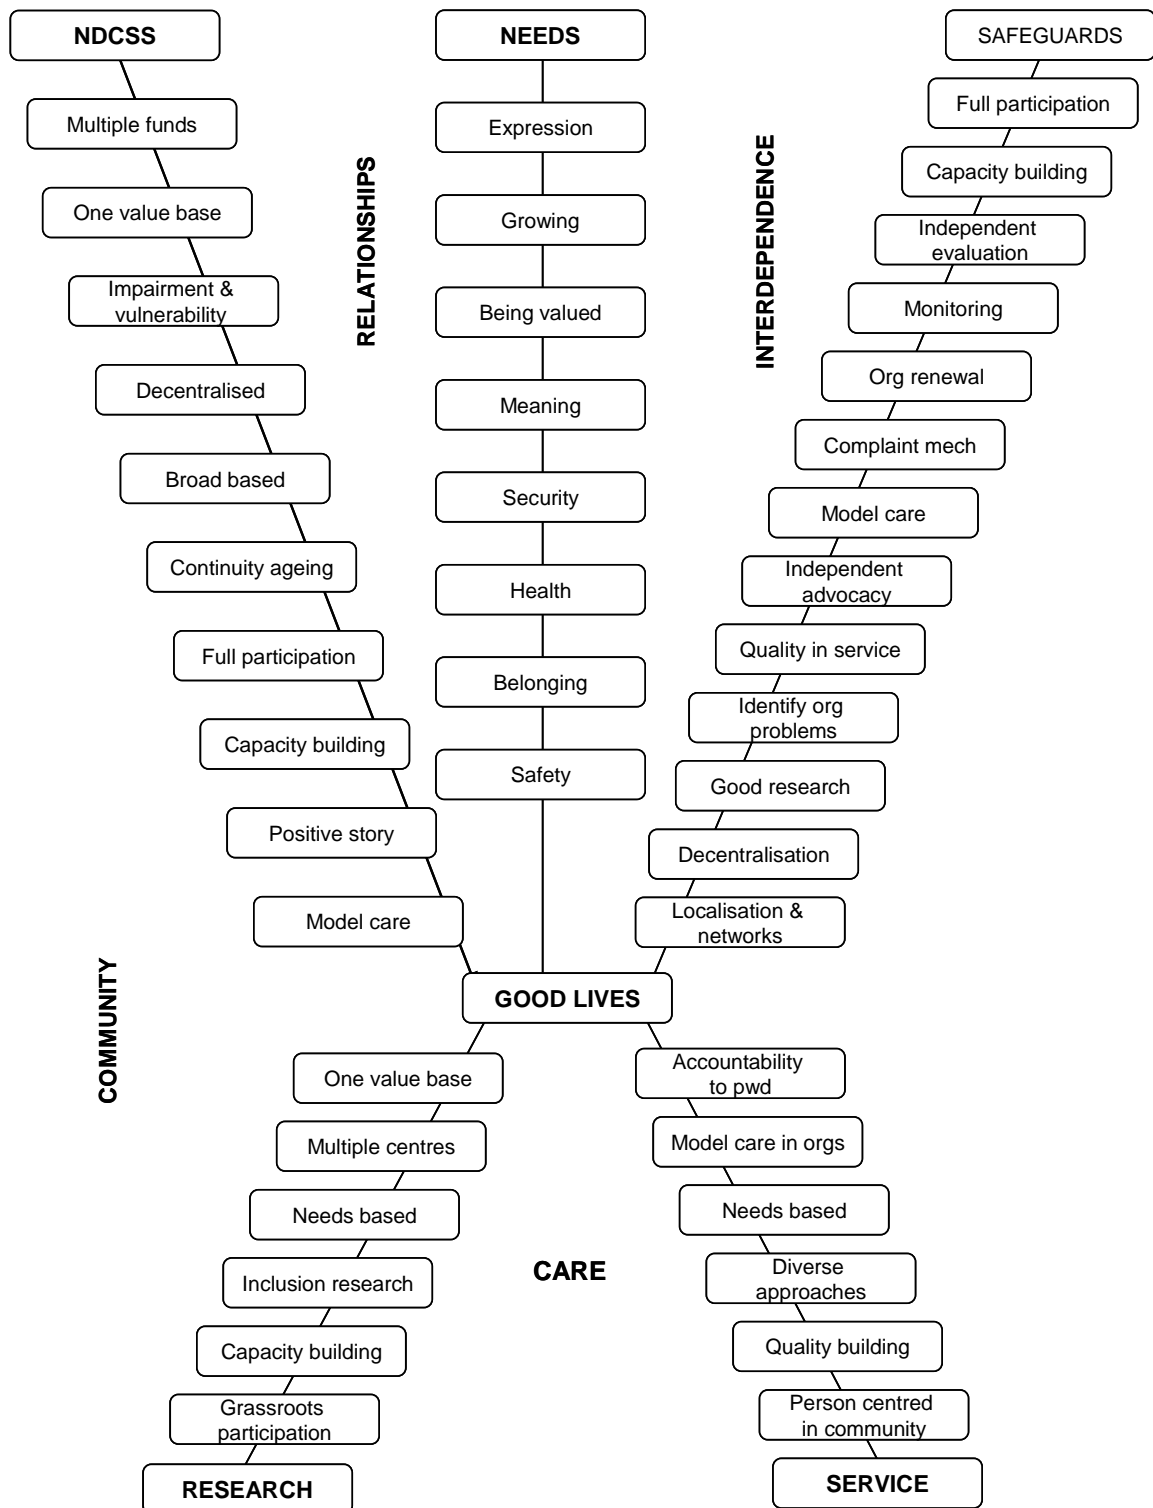 NDCSS
Multiple funds
One value base
Impairment &
vulnerability
Decentralised
Broad based
Continuity ageing
Full participation
Capacity building
Positive story
Model care
RELATIONSHIPS
NEEDS
Expression
Growing
Being valued
Meaning
Security
Health
Belonging
Safety
INTERDEPENDENCE
SAFEGUARDS
Full participation
Capacity building
Independent
evaluation
Monitoring
Org renewal
Complaint mech
Model care
Independent
advocacy
Quality in service
Identify org
problems
Good research
Decentralisation
Localisation &
networks
GOOD LIVES
COMMUNITY
One value base
Multiple centres
Needs based
Inclusion research
Capacity building
Grassroots
participation
RESEARCH
CARE
Accountability
to pwd
Model care in orgs
Needs based
Diverse
approaches
Quality building
Person centred
in community
SERVICE